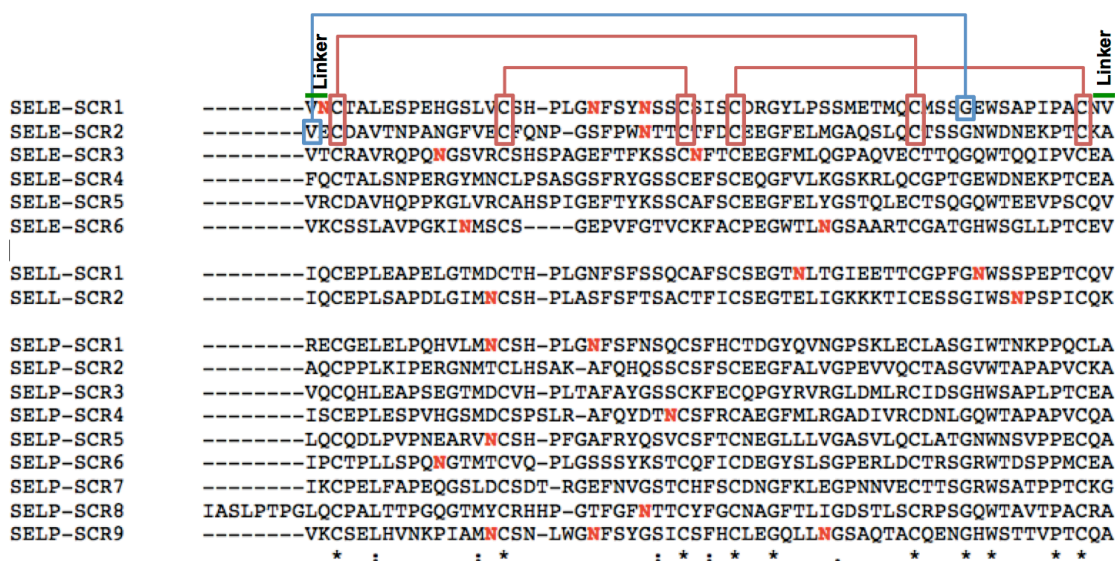 Linker Linker
SELE-SCR1 --------VNCTALESPEHGSLVCSH-PLGNFSYNSSCSISCDRGYLPSSMETMQCMSSGEWSAPIPACNV
SELE-SCR2 --------VECDAVTNPANGFVECFQNP-GSFPWNTTCTFDCEEGFELMGAQSLQCTSSGNWDNEKPTCKA
SELE-SCR3 --------VTCRAVRQPQNGSVRCSHSPAGEFTFKSSCNFTCEEGFMLQGPAQVECTTQGQWTQQIPVCEA
SELE-SCR4 --------FQCTALSNPERGYMNCLPSASGSFRYGSSCEFSCEQGFVLKGSKRLQCGPTGEWDNEKPTCEA
SELE-SCR5 --------VRCDAVHQPPKGLVRCAHSPIGEFTYKSSCAFSCEEGFELYGSTQLECTSQGQWTEEVPSCQV
SELE-SCR6 --------VKCSSLAVPGKINMSCS----GEPVFGTVCKFACPEGWTLNGSAARTCGATGHWSGLLPTCEV
SELL-SCR1 --------IQCEPLEAPELGTMDCTH-PLGNFSFSSQCAFSCSEGTNLTGIEETTCGPFGNWSSPEPTCQV
SELL-SCR2 --------IQCEPLSAPDLGIMNCSH-PLASFSFTSACTFICSEGTELIGKKKTICESSGIWSNPSPICQK
SELP-SCR1 --------RECGELELPQHVLMNCSH-PLGNFSFNSQCSFHCTDGYQVNGPSKLECLASGIWTNKPPQCLA
SELP-SCR2 --------AQCPPLKIPERGNMTCLHSAK-AFQHQSSCSFSCEEGFALVGPEVVQCTASGVWTAPAPVCKA
SELP-SCR3 --------VQCQHLEAPSEGTMDCVH-PLTAFAYGSSCKFECQPGYRVRGLDMLRCIDSGHWSAPLPTCEA
SELP-SCR4 --------ISCEPLESPVHGSMDCSPSLR-AFQYDTNCSFRCAEGFMLRGADIVRCDNLGQWTAPAPVCQA
SELP-SCR5 --------LQCQDLPVPNEARVNCSH-PFGAFRYQSVCSFTCNEGLLLVGASVLQCLATGNWNSVPPECQA
SELP-SCR6 --------IPCTPLLSPQNGTMTCVQ-PLGSSSYKSTCQFICDEGYSLSGPERLDCTRSGRWTDSPPMCEA
SELP-SCR7 --------IKCPELFAPEQGSLDCSDT-RGEFNVGSTCHFSCDNGFKLEGPNNVECTTSGRWSATPPTCKG
SELP-SCR8 IASLPTPGLQCPALTTPGQGTMYCRHHP-GTFGFNTTCYFGCNAGFTLIGDSTLSCRPSGQWTAVTPACRA
SELP-SCR9 --------VKCSELHVNKPIAMNCSN-LWGNFSYGSICSFHCLEGQLLNGSAQTACQENGHWSTTVPTCQA
* : : * : * : * * . * * * * *